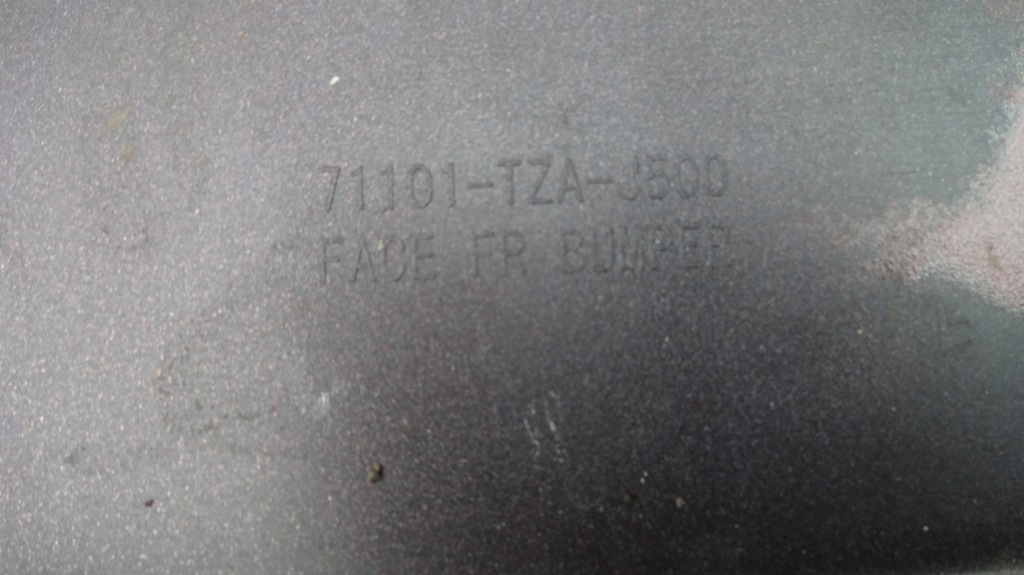 71101-TZA-J500
FACE FR BUMPER